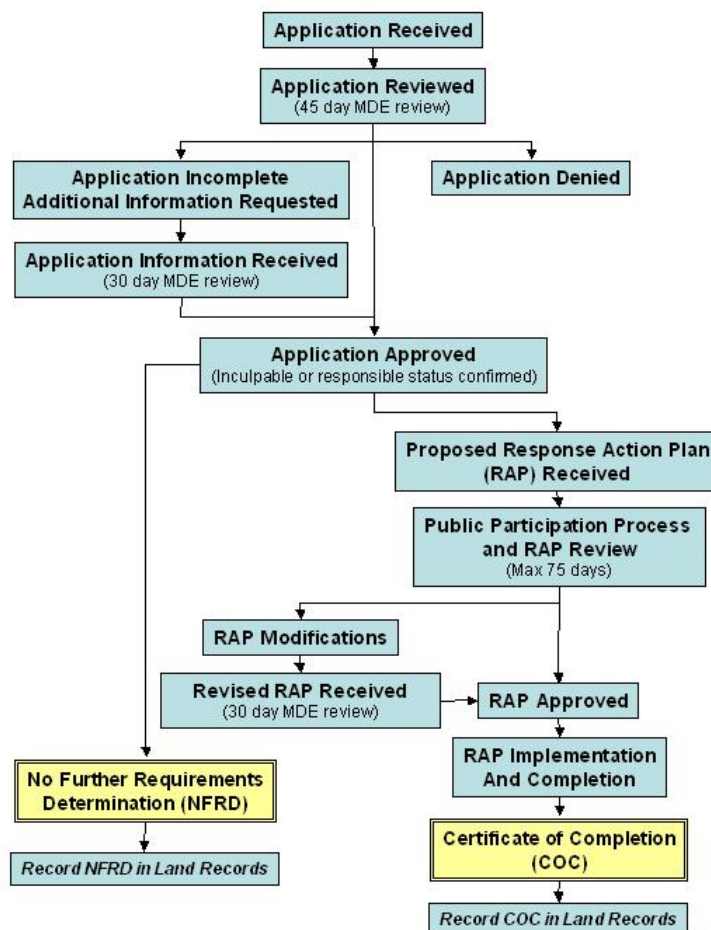 Application Received
Application Reviewed
(45 day MDE review)
Application Incomplete
Additional Information Requested
Application Denied
Application Information Received
(30 day MDE review)
Application Approved
(Inculpable or responsible status confirmed)
Proposed Response Action Plan
(RAP) Received
Public Participation Process
and RAP Review
(Max 75 days)
RAP Modifications
Revised RAP Received
(30 day MDE review)
RAP Approved
RAP Implementation
And Completion
No Further Requirements
Determination (NFRD)
Certificate of Completion
(COC)
Record NFRD in Land Records
Record COC in Land Records